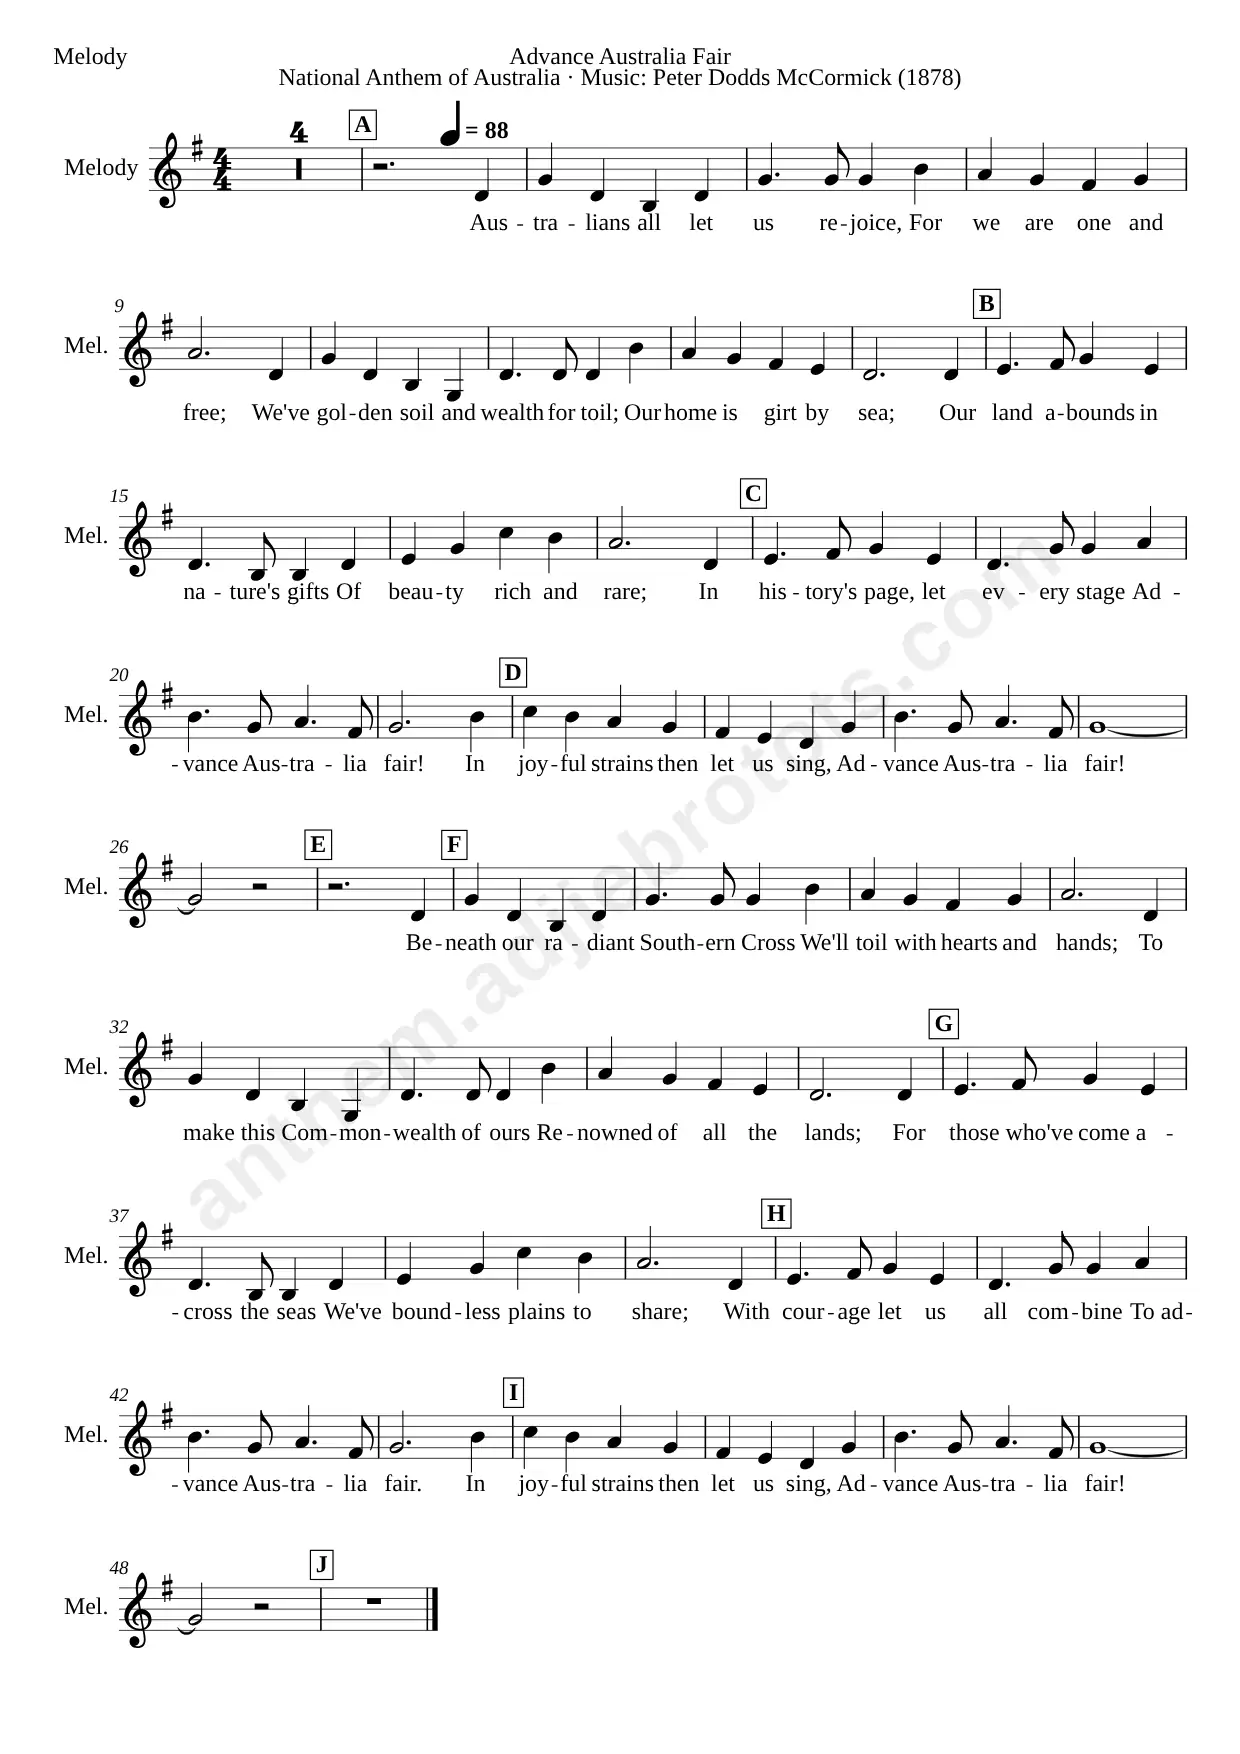 Melody
Advance Australia Fair
National Anthem of Australia · Music: Peter Dodds McCormick (1878)
4
A
= 88
Melody
4
4
Aus - tra - lians all let us re - joice, For we are one and
9
B
Mel.
free; We've gol - den soil and wealth for toil; Our home is girt by sea; Our land a - bounds in
15
C
Mel.
na - ture's gifts Of beau - ty rich and rare; In his - tory's page, let ev - ery stage Ad -
20
D
Mel.
- vance Aus - tra - lia fair! In joy - ful strains then let us sing, Ad - vance Aus - tra - lia fair!
26
E
F
Mel.
Be - neath our ra - diant South - ern Cross We'll toil with hearts and hands; To
32
G
Mel.
make this Com - mon - wealth of ours Re - nowned of all the lands; For those who've come a -
37
H
Mel.
- cross the seas We've bound - less plains to share; With cour - age let us all com - bine To ad -
42
I
Mel.
- vance Aus - tra - lia fair. In joy - ful strains then let us sing, Ad - vance Aus - tra - lia fair!
48
J
Mel.
anthem.adjiebrotots.com